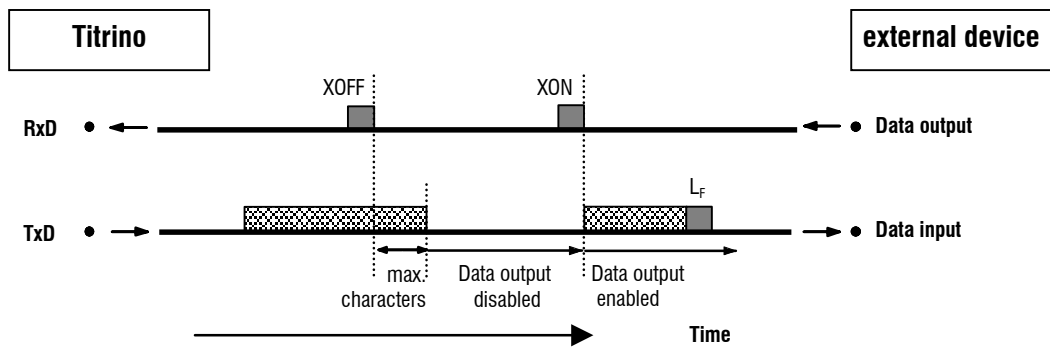 Titrino
external device
XOFF
XON
RxD
Data output
L_F
TxD
Data input
max.
characters
Data output
disabled
Data output
enabled
Time